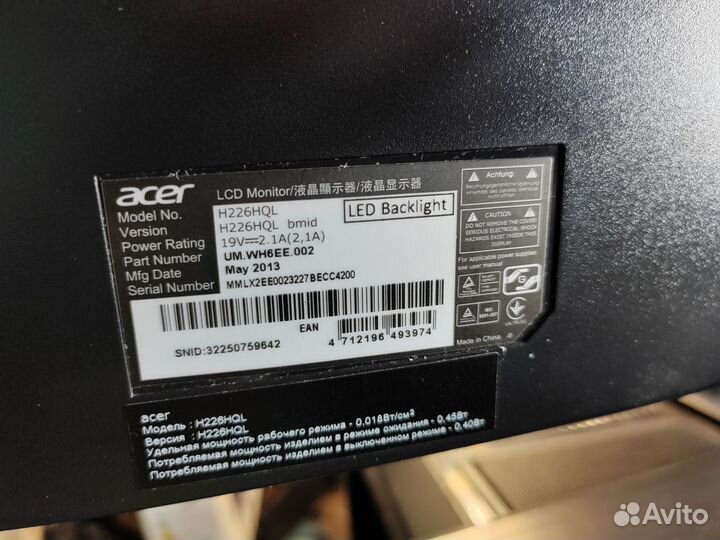 acer
LCD Monitor/液晶顯示器/液晶显示器
Model No. H226HQL
Version H226HQL bmid
LED Backlight
Power Rating 19V⎓2.1A(2,1A)
Part Number UM.WH6EE.002
Mfg Date May 2013
Serial Number MMLX2EE0023227BECC4200
SNID:32250759642
EAN
4 712196 493974
Achtung!
CAUTION
DO NOT REMOVE THE COVER
SERIOUS ELECTRICAL SHOCK
HAZARDS EXIST INSIDE THIS
For applicable power supplies,
please see user manual.
ISO
Made in China
acer
Модель : H226HQL
Версия : H226HQL
Удельная мощность рабочего режима - 0,018Вт/см²
Потребляемая мощность изделием в режиме ожидания - 0,45Вт
Потребляемая мощность изделием в выключенном режиме - 0,40Вт
Avito